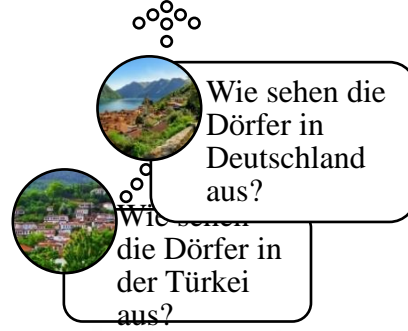 Wie sehen die
Dörfer in
Deutschland
aus?
Wie sehen
die Dörfer in
der Türkei
aus?